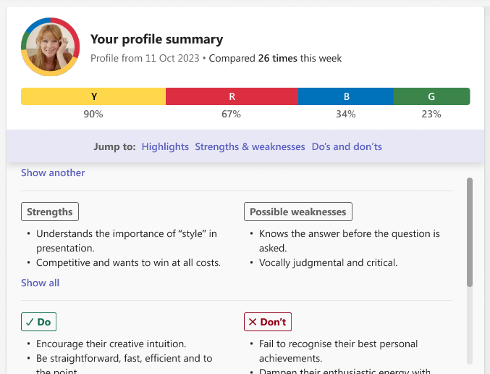 Your profile summary
Profile from 11 Oct 2023 • Compared 26 times this week
Y R B G
90% 67% 34% 23%
Jump to: Highlights Strengths & weaknesses Do's and don'ts
Show another
Strengths
• Understands the importance of “style” in
presentation.
• Competitive and wants to win at all costs.
Show all
Possible weaknesses
• Knows the answer before the question is
asked.
• Vocally judgmental and critical.
✓ Do
• Encourage their creative intuition.
• Be straightforward, fast, efficient and to
the point.
✕ Don't
• Fail to recognise their best personal
achievements.
• Dampen their enthusiastic energy with